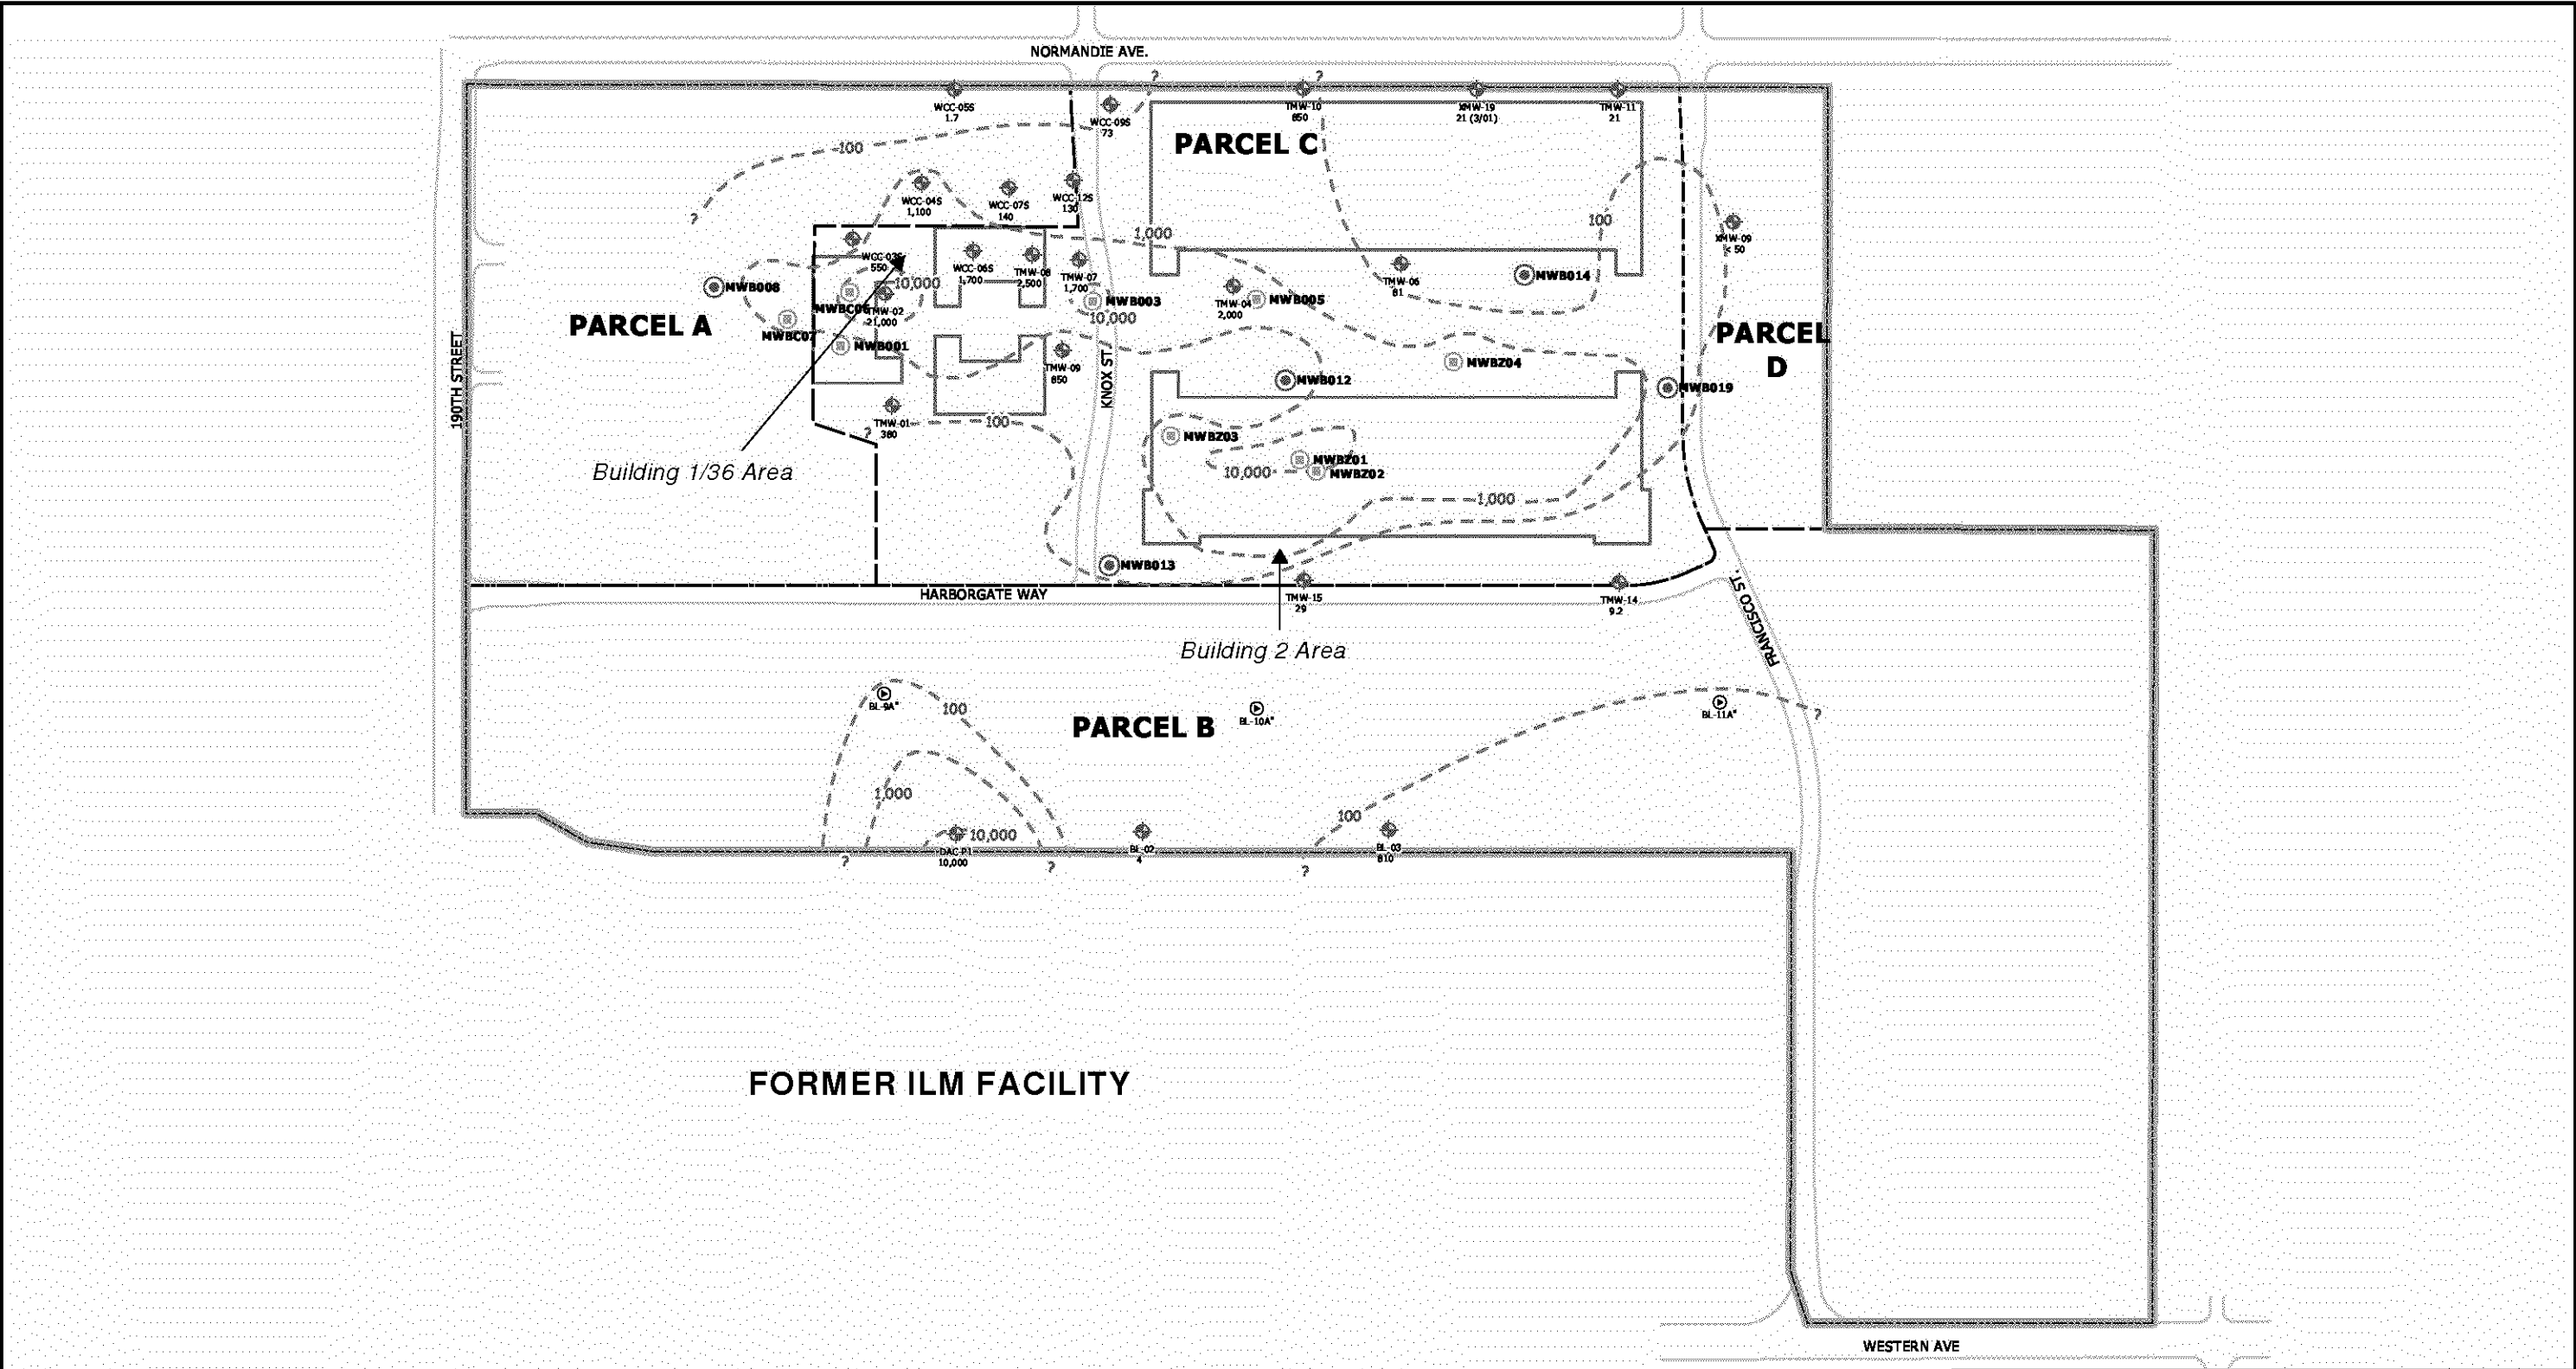 NORMANDIE AVE.
?
?
WCC-05S
1.7
WCC-09S
73
TMW-10
850
XMW-19
21 (3/01)
TMW-11
21
PARCEL C
100
WCC-04S
1,100
WCC-07S
140
WCC-12S
130
?
1,000
100
XMW-09
< 50
WCC-03S
550
WCC-06S
1,700
TMW-08
2,500
TMW-07
1,700
10,000
MWB008
MWBC06
TMW-02
21,000
MWB003
10,000
TMW-04
2,000
MWB005
TMW-06
81
MWB014
PARCEL A
MWBC07
MWB001
PARCEL
D
TMW-09
850
KNOX ST.
MWB012
MWBZ04
MWB019
190TH STREET
TMW-01
380
?
100
MWBZ03
Building 1/36 Area
10,000
MWBZ01
MWBZ02
1,000
MWB013
HARBORGATE WAY
TMW-15
29
TMW-14
9.2
FRANCISCO ST.
Building 2 Area
BL-9A*
100
BL-10A*
BL-11A*
?
PARCEL B
1,000
100
10,000
DAC-P1
10,000
BL-02
4
BL-03
810
?
?
?
FORMER ILM FACILITY
WESTERN AVE